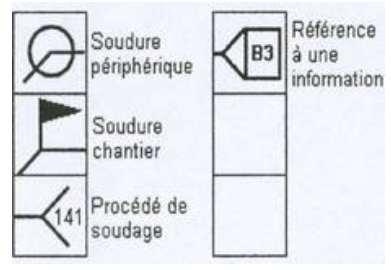 Soudure
périphérique
B3
Référence
à une
information
Soudure
chantier
141
Procédé de
soudage